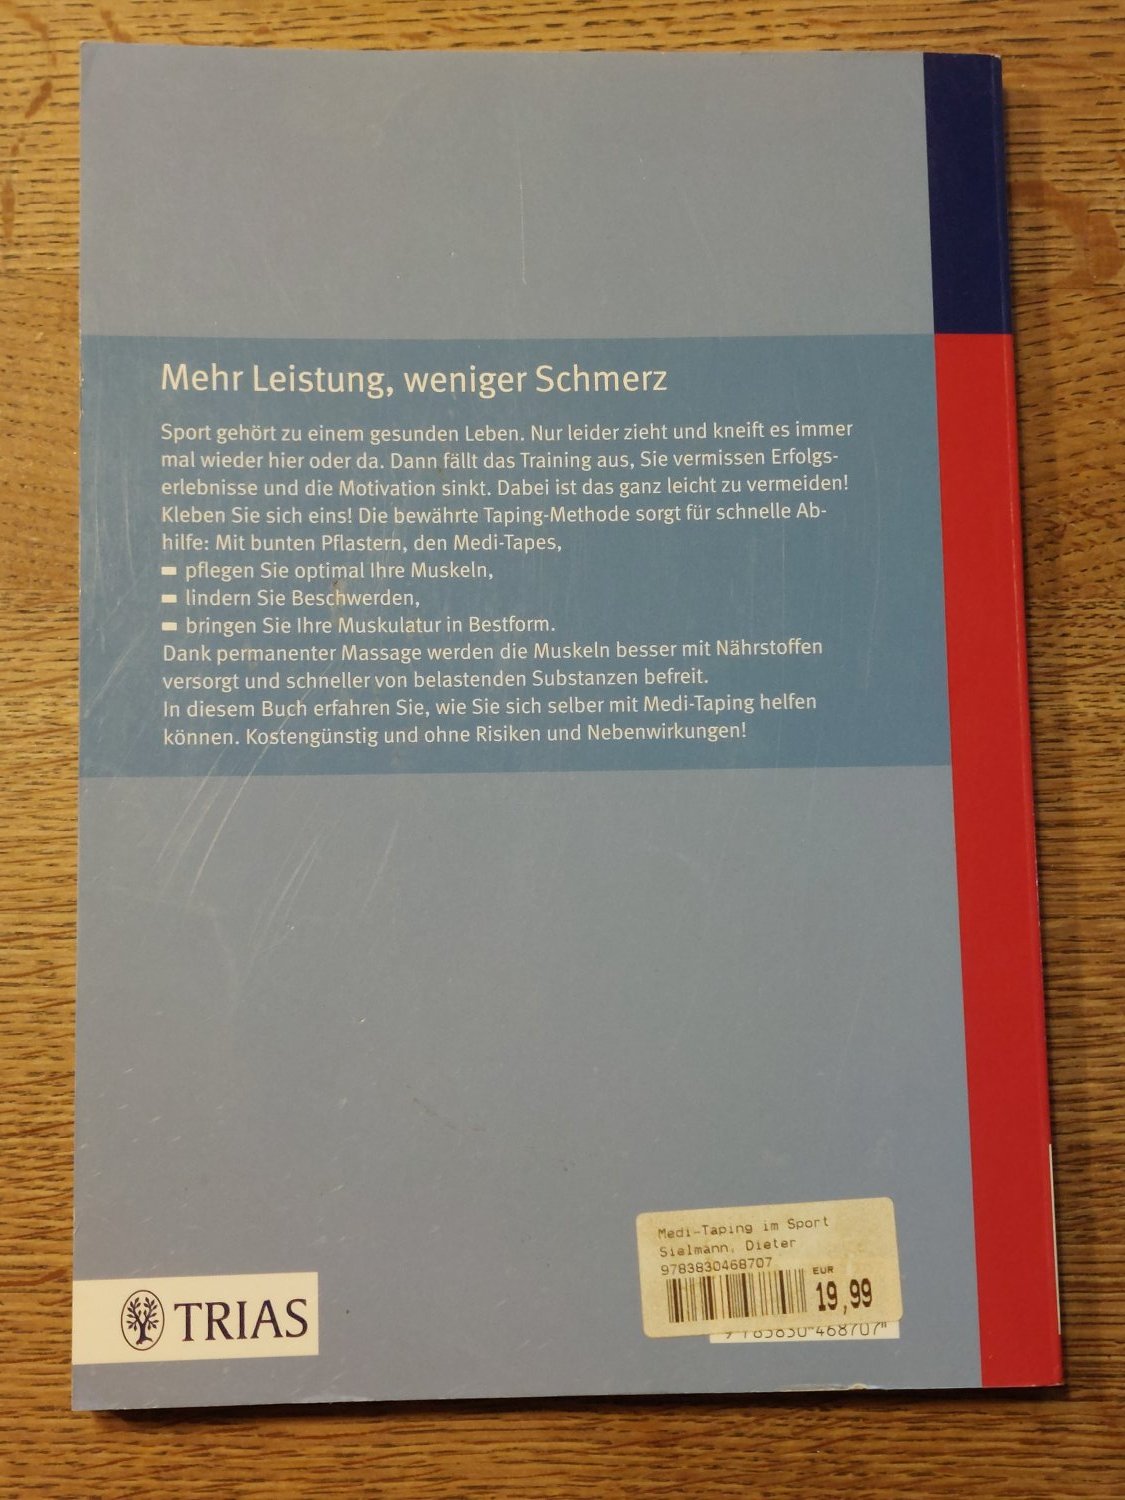 Mehr Leistung, weniger Schmerz
Sport gehört zu einem gesunden Leben. Nur leider zieht und kneift es immer
mal wieder hier oder da. Dann fällt das Training aus, Sie vermissen Erfolgs-
erlebnisse und die Motivation sinkt. Dabei ist das ganz leicht zu vermeiden!
Kleben Sie sich eins! Die bewährte Taping-Methode sorgt für schnelle Ab-
hilfe: Mit bunten Pflastern, den Medi-Tapes,
pflegen Sie optimal Ihre Muskeln,
lindern Sie Beschwerden,
bringen Sie Ihre Muskulatur in Bestform.
Dank permanenter Massage werden die Muskeln besser mit Nährstoffen
versorgt und schneller von belastenden Substanzen befreit.
In diesem Buch erfahren Sie, wie Sie sich selber mit Medi-Taping helfen
können. Kostengünstig und ohne Risiken und Nebenwirkungen!
Medi-Taping im Sport
Sielmann, Dieter
9783830468707
EUR
19,99
468707
TRIAS